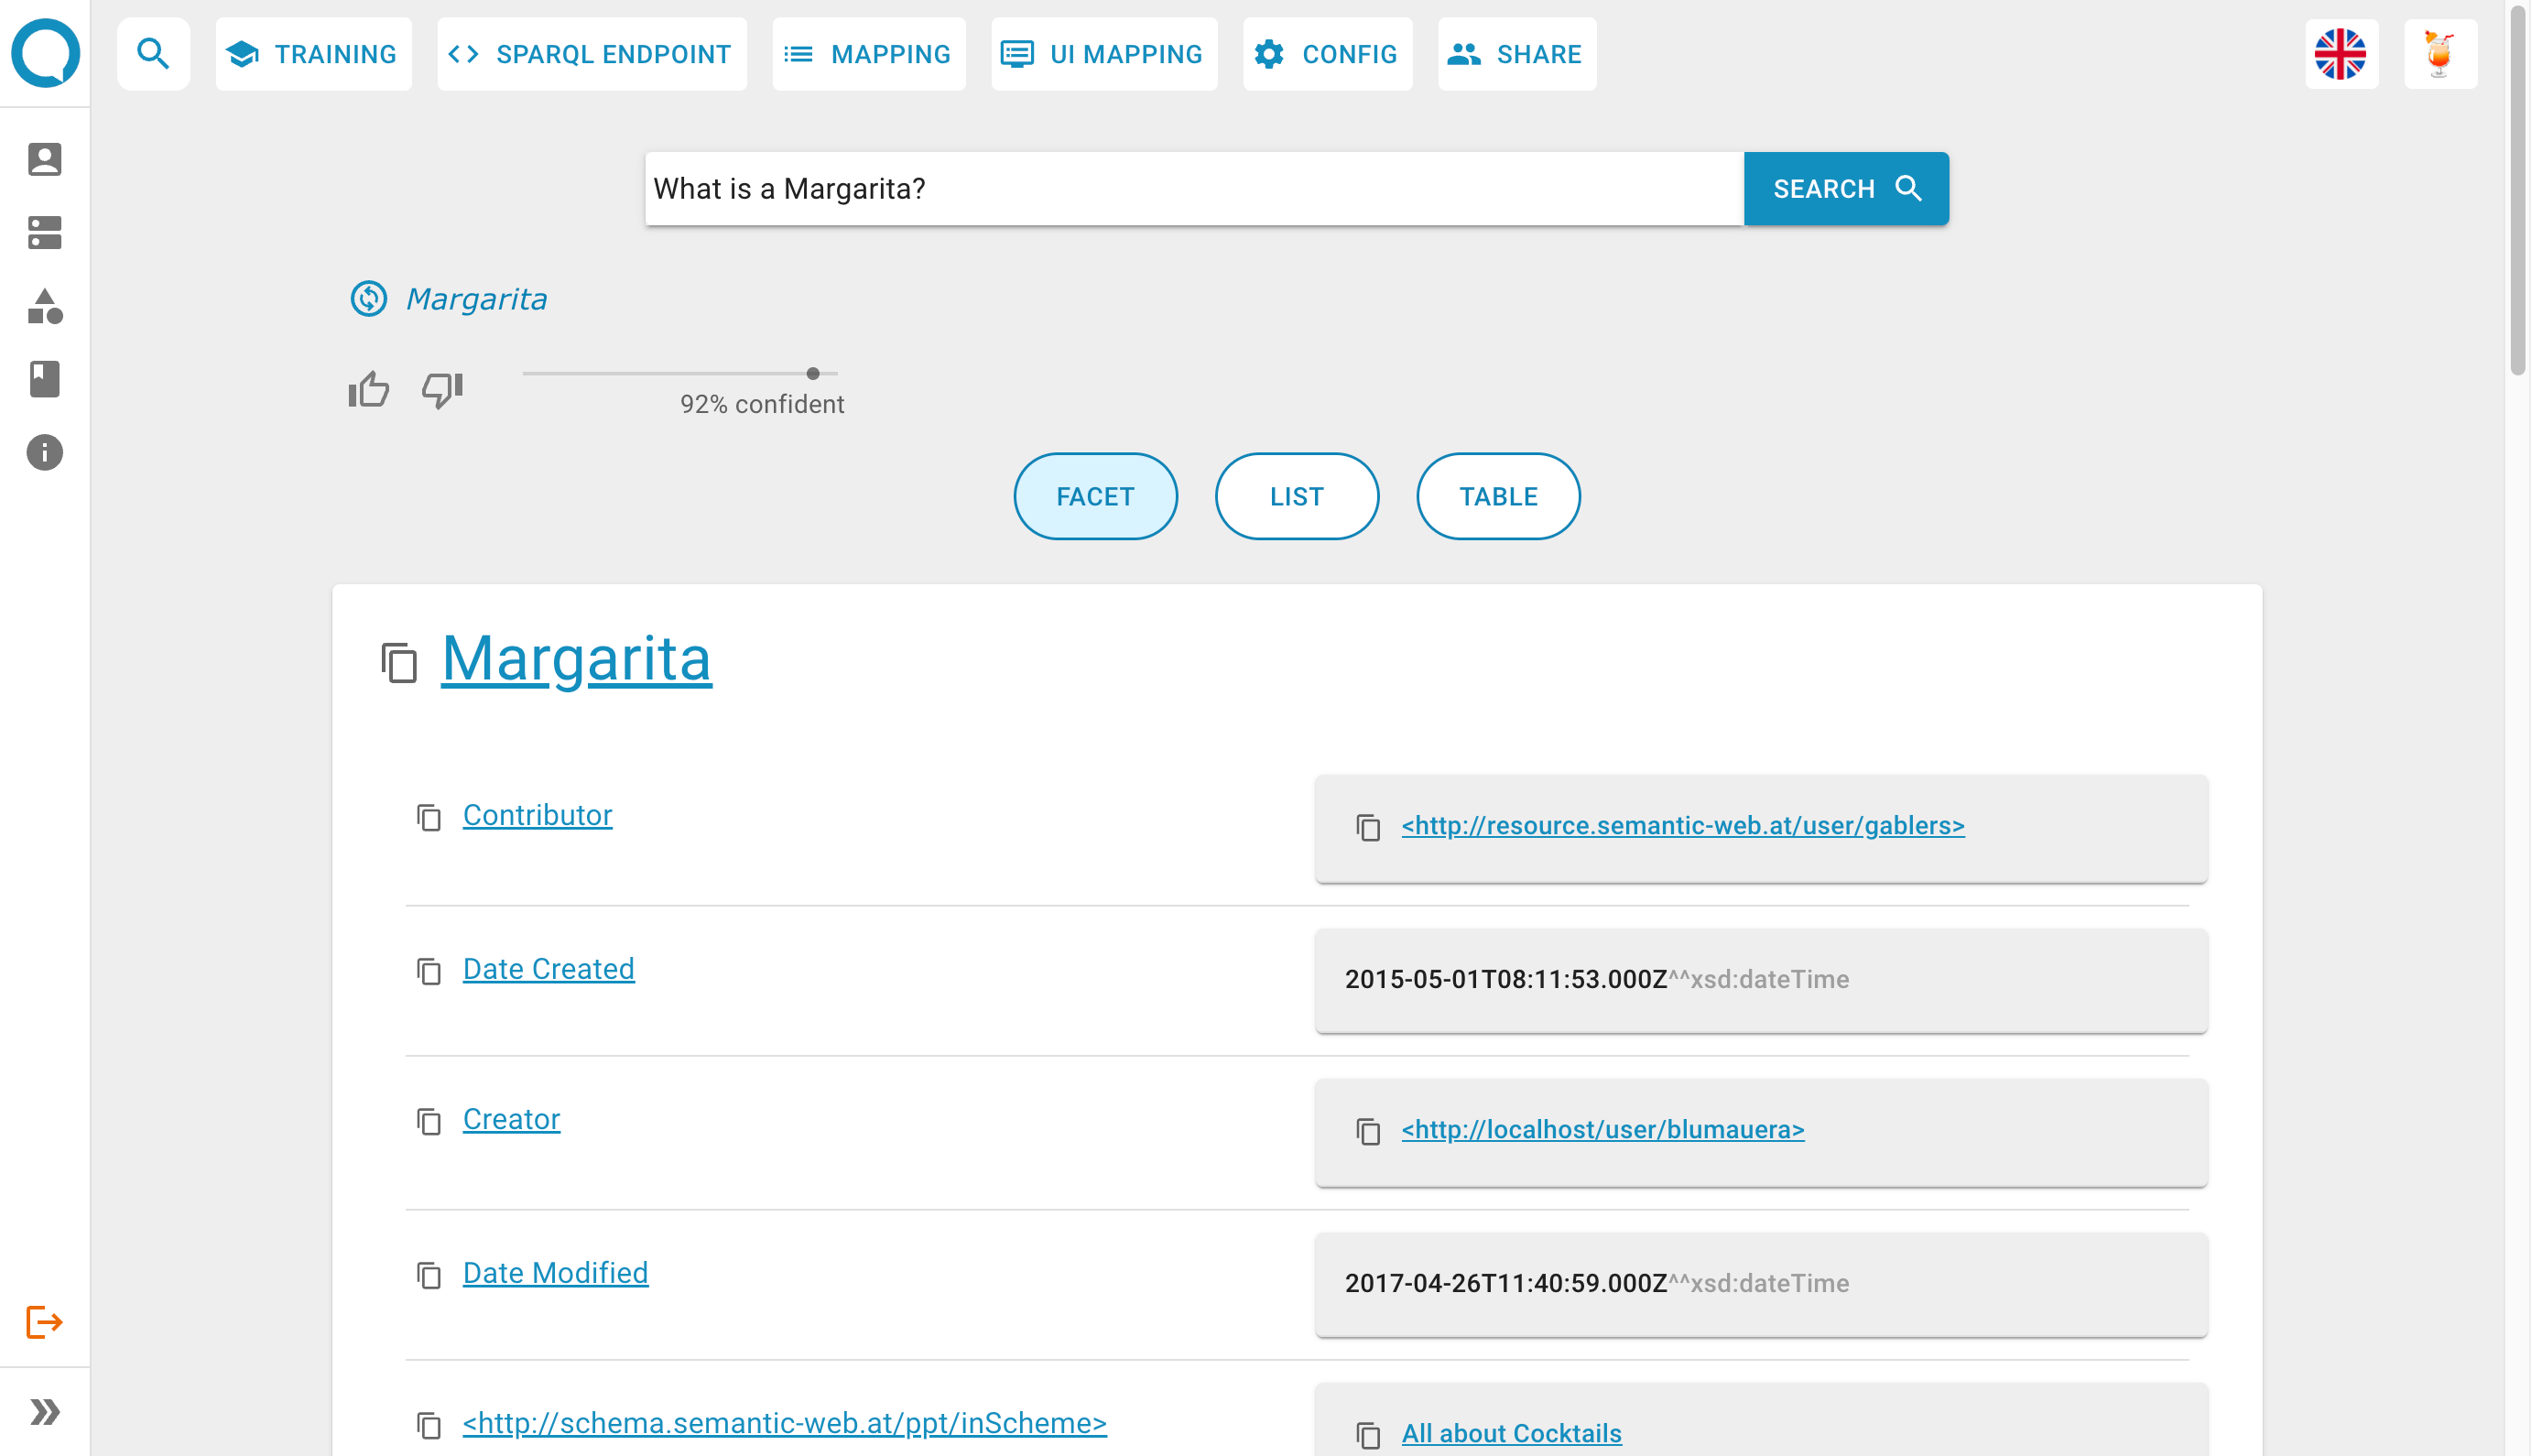 TRAINING
SPARQL ENDPOINT
MAPPING
UI MAPPING
CONFIG
SHARE
What is a Margarita?
SEARCH
Margarita
92% confident
FACET
LIST
TABLE
Margarita
Contributor
<http://resource.semantic-web.at/user/gablers>
Date Created
2015-05-01T08:11:53.000Z^^xsd:dateTime
Creator
<http://localhost/user/blumauera>
Date Modified
2017-04-26T11:40:59.000Z^^xsd:dateTime
<http://schema.semantic-web.at/ppt/inScheme>
All about Cocktails